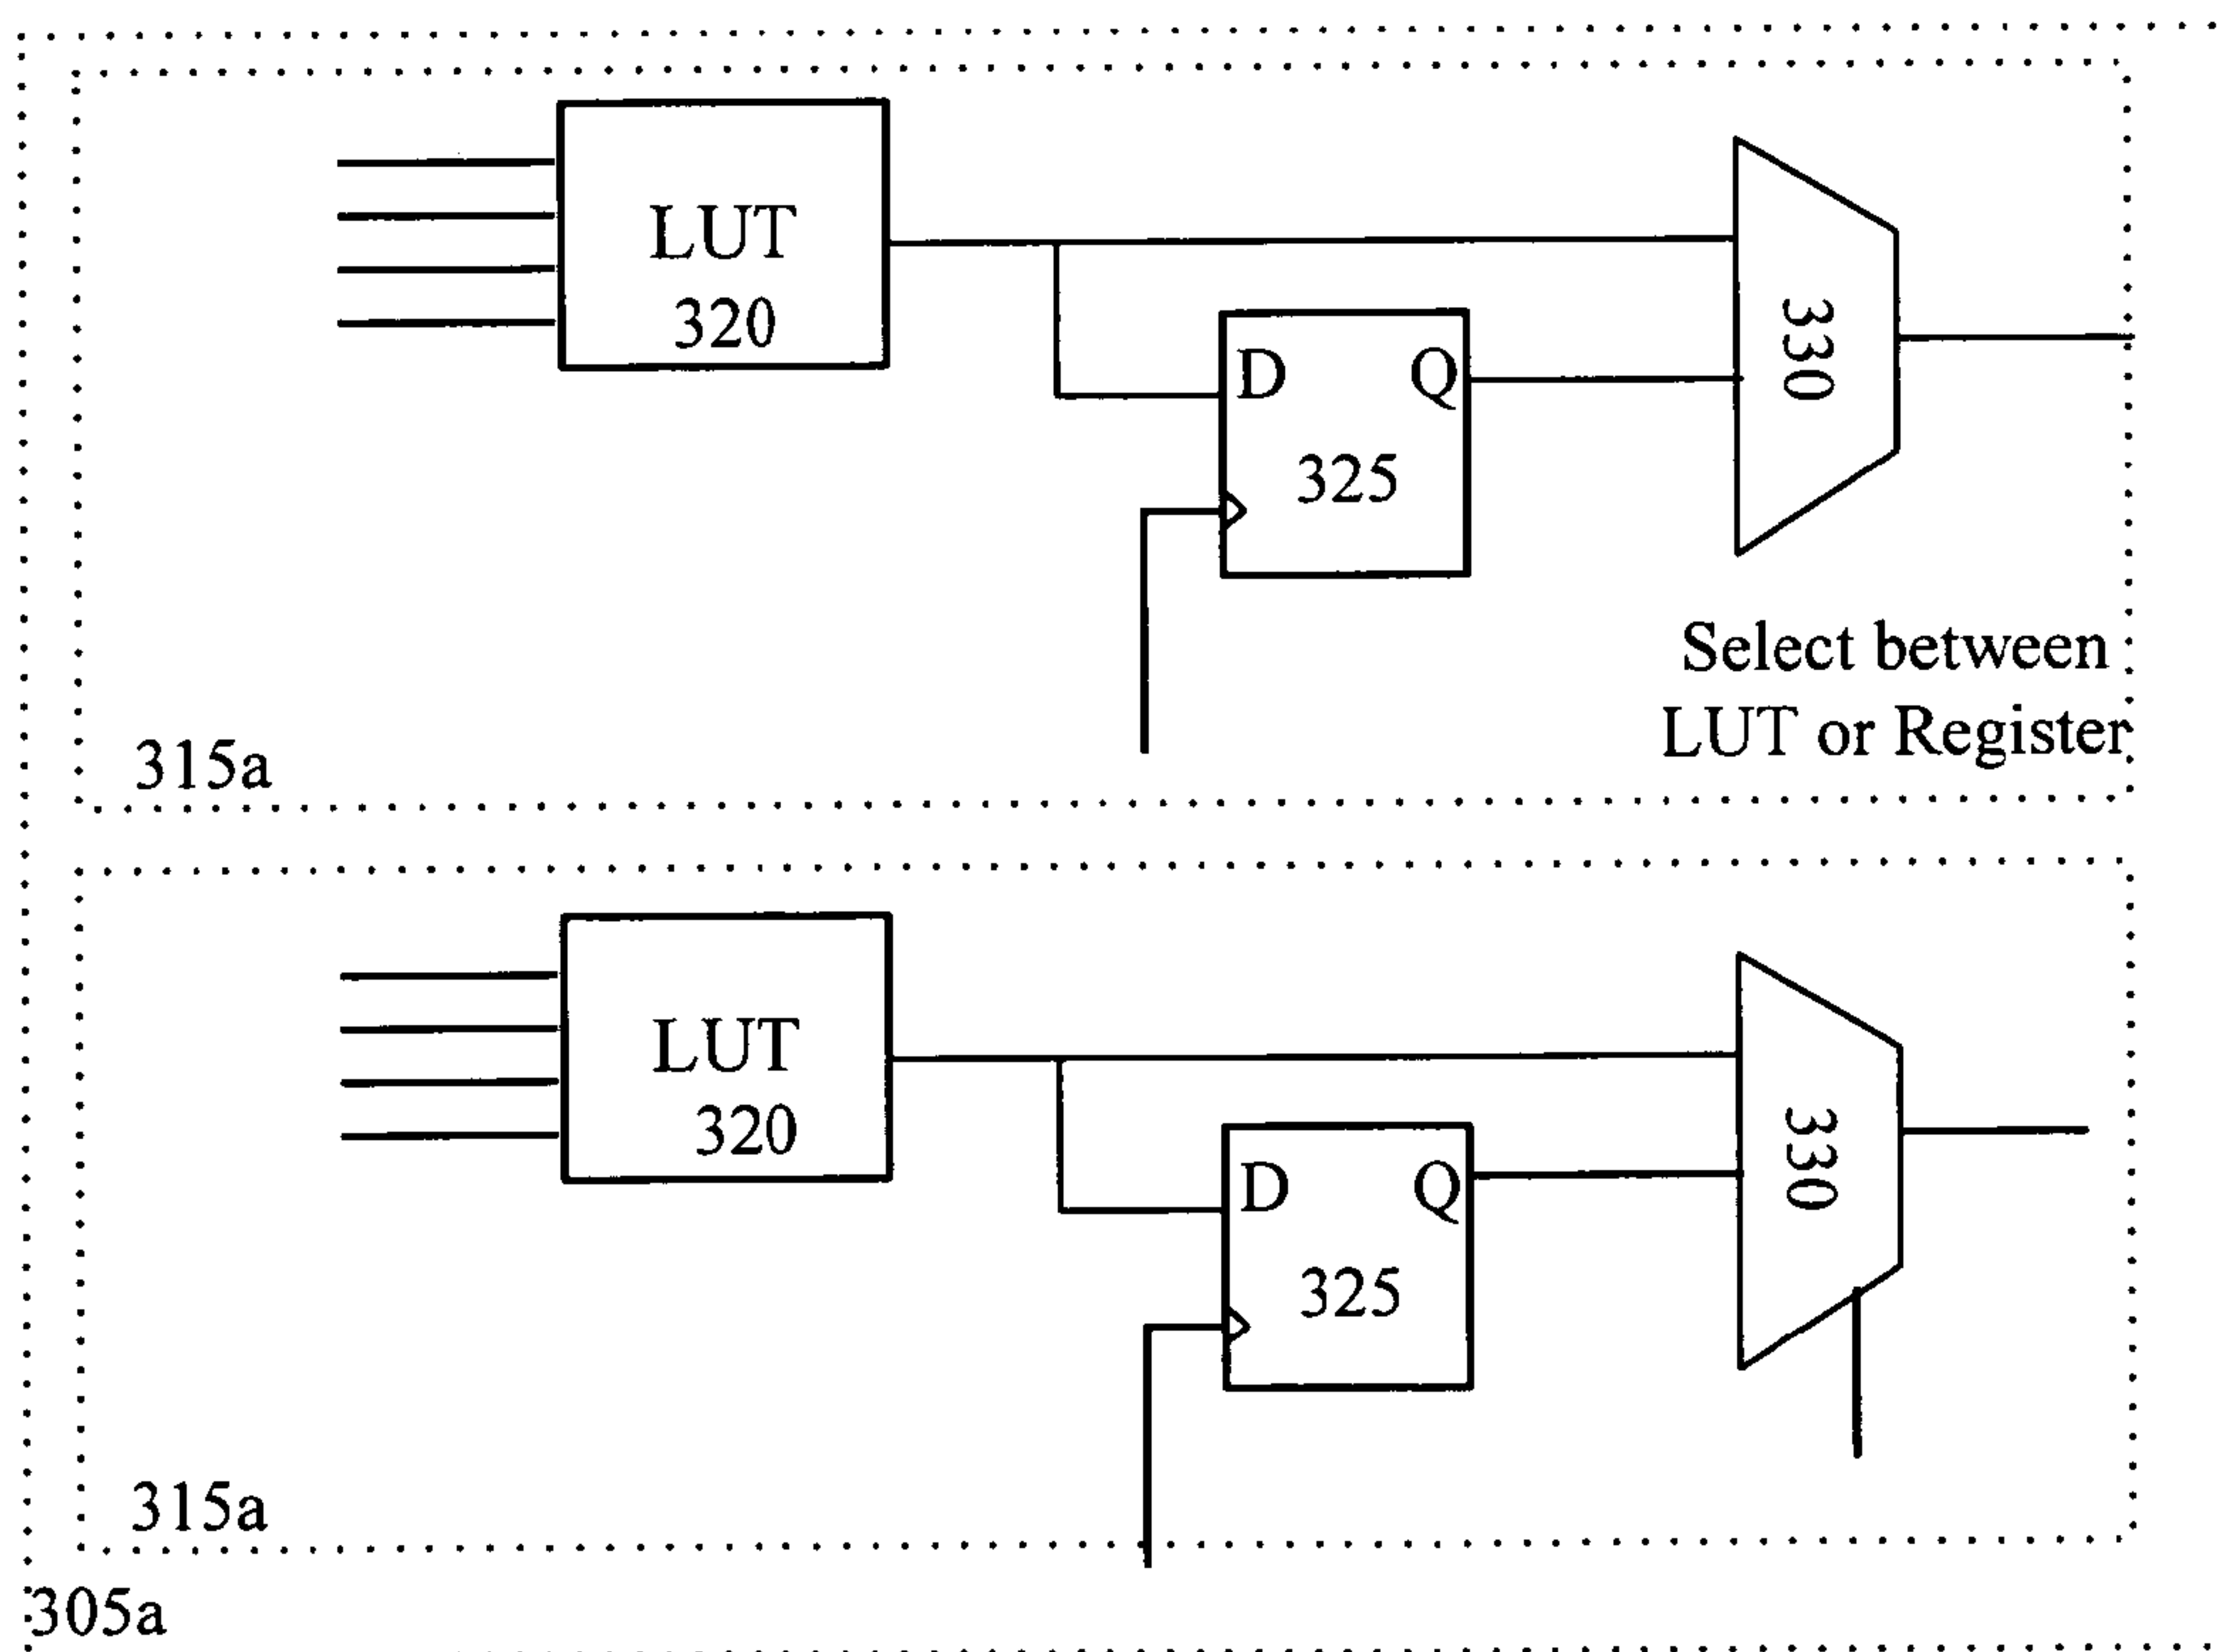 LUT
320
330
D Q
325
Select between
LUT or Register
315a
LUT
320
330
D Q
325
315a
305a